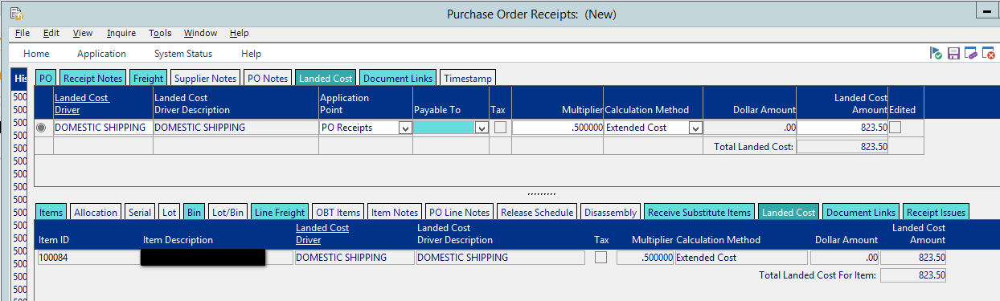 Purchase Order Receipts: (New)
File Edit View Inquire Tools Window Help
Home Application System Status Help
His PO Receipt Notes Freight Supplier Notes PO Notes Landed Cost Document Links Timestamp
500 Landed Cost Landed Cost Application Landed Cost
500 Driver Driver Description Point Payable To Tax Multiplier Calculation Method Dollar Amount Amount Edited
500 DOMESTIC SHIPPING DOMESTIC SHIPPING PO Receipts .500000 Extended Cost .00 823.50
500 Total Landed Cost: 823.50
500
500
500
500
500 Items Allocation Serial Lot Bin Lot/Bin Line Freight OBT Items Item Notes PO Line Notes Release Schedule Disassembly Receive Substitute Items Landed Cost Document Links Receipt Issues
500 Landed Cost Landed Cost Landed Cost
500 Item ID Item Description Driver Driver Description Tax Multiplier Calculation Method Dollar Amount Amount
500 100084 DOMESTIC SHIPPING DOMESTIC SHIPPING .500000 Extended Cost .00 823.50
500 Total Landed Cost For Item: 823.50
500